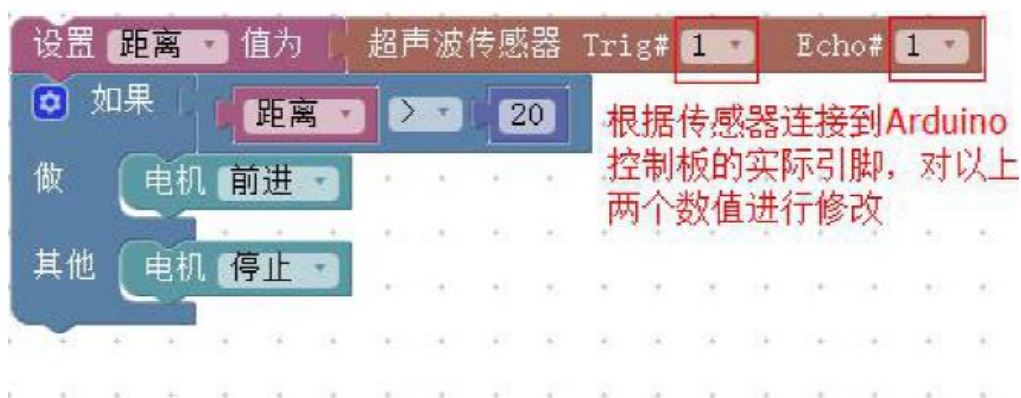 设置 距离 值为 超声波传感器 Trig# 1 Echo# 1
如果 距离 > 20
做 电机 前进
其他 电机 停止
根据传感器连接到Arduino
控制板的实际引脚，对以上
两个数值进行修改